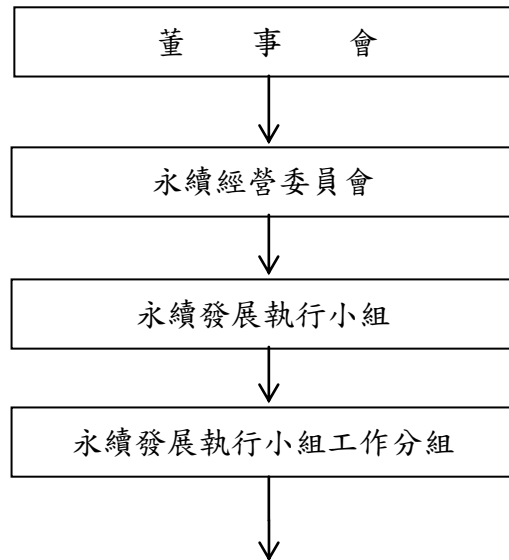 董 事 會
永續經營委員會
永續發展執行小組
永續發展執行小組工作分組